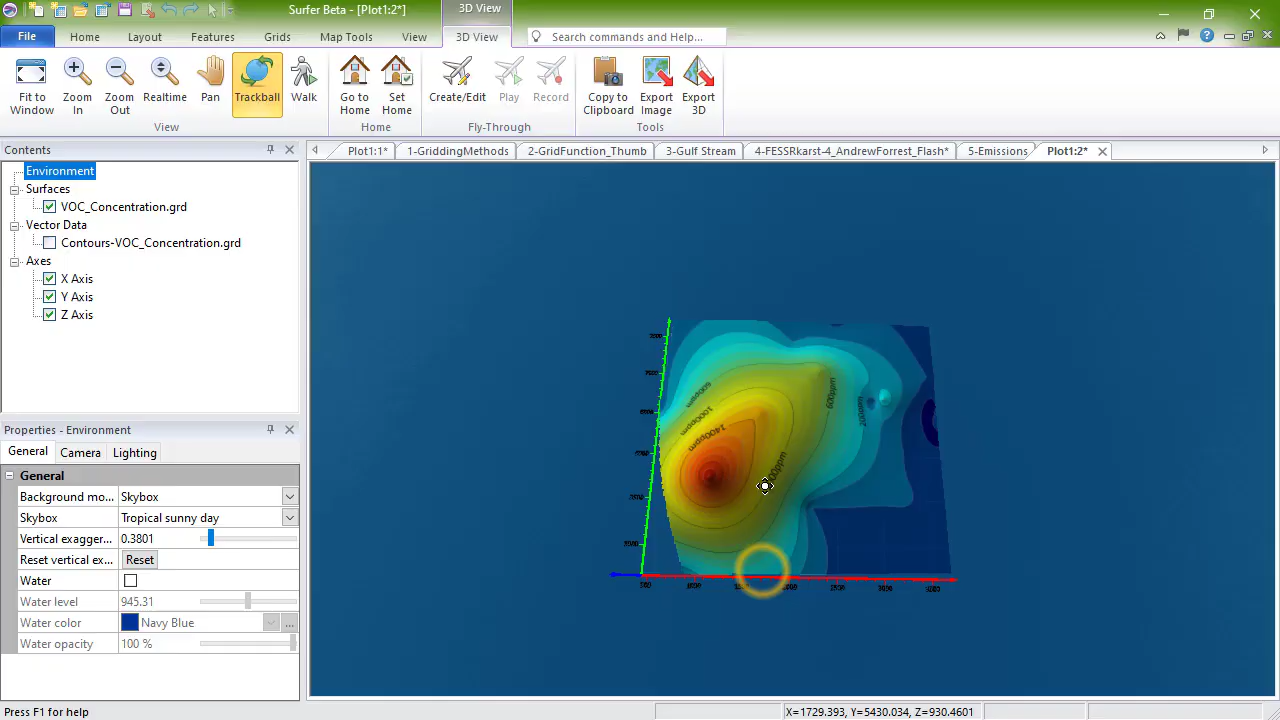 Surfer Beta - [Plot1:2*]
3D View
File
Home
Layout
Features
Grids
Map Tools
View
3D View
Search commands and Help...
Fit to Window
Zoom In
Zoom Out
Realtime
Pan
Trackball
Walk
Go to Home
Set Home
Create/Edit
Play
Record
Copy to Clipboard
Export Image
Export 3D
View
Home
Fly-Through
Tools
Contents
Plot1:1*
1-GriddingMethods
2-GridFunction_Thumb
3-Gulf Stream
4-FESSRkarst-4_AndrewForrest_Flash*
5-Emissions
Plot1:2*
Environment
Surfaces
VOC_Concentration.grd
Vector Data
Contours-VOC_Concentration.grd
Axes
X Axis
Y Axis
Z Axis
600ppm
1000ppm
1400ppm
600ppm
200ppm
Properties - Environment
General
Camera
Lighting
General
Background mo... Skybox
Skybox Tropical sunny day
Vertical exagger... 0.3801
Reset vertical ex... Reset
Water
Water level 945.31
Water color Navy Blue ...
Water opacity 100 %
Press F1 for help
X=1729.393, Y=5430.034, Z=930.4601